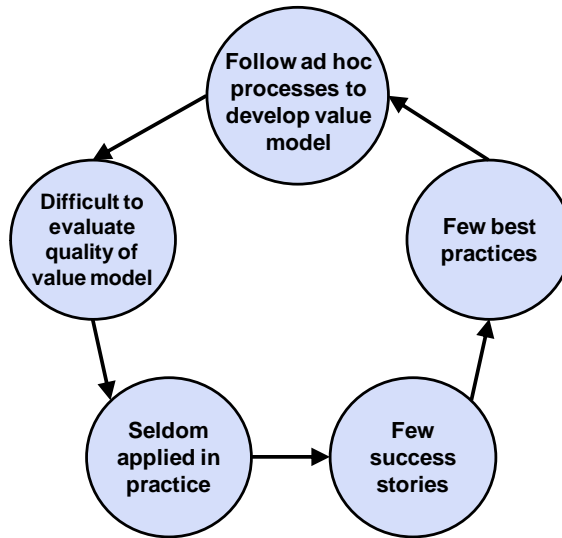 Follow ad hoc
processes to
develop value
model
Difficult to
evaluate
quality of
value model
Few best
practices
Seldom
applied in
practice
Few
success
stories